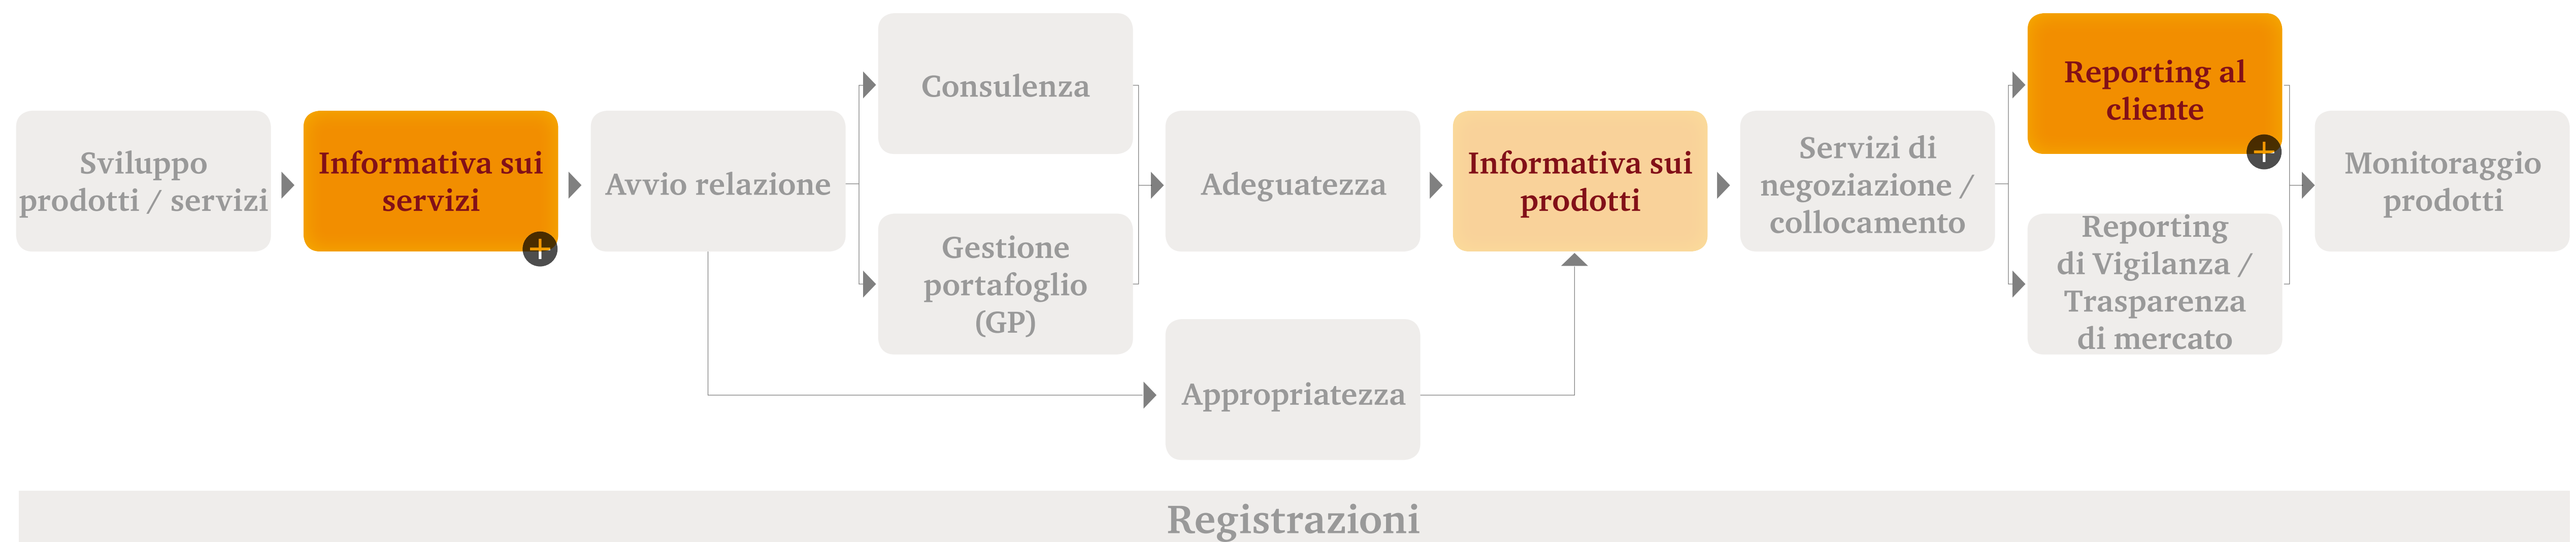 Sviluppo
prodotti / servizi
Informativa sui
servizi
Avvio relazione
Consulenza
Gestione
portafoglio
(GP)
Adeguatezza
Appropriatezza
Informativa sui
prodotti
Servizi di
negoziazione /
collocamento
Reporting al
cliente
Reporting
di Vigilanza /
Trasparenza
di mercato
Monitoraggio
prodotti
Registrazioni